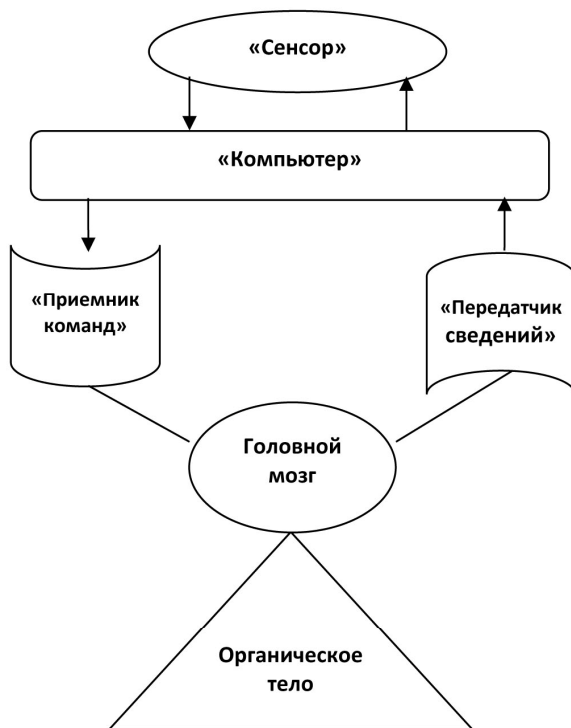 «Сенсор»
«Компьютер»
«Приемник
команд»
«Передатчик
сведений»
Головной
мозг
Органическое
тело